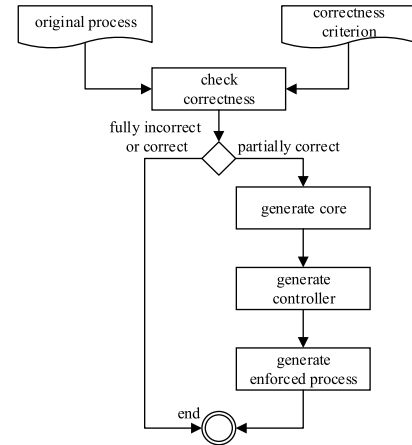 original process
correctness
criterion
check
correctness
fully incorrect
or correct
partially correct
generate core
generate
controller
generate
enforced process
end